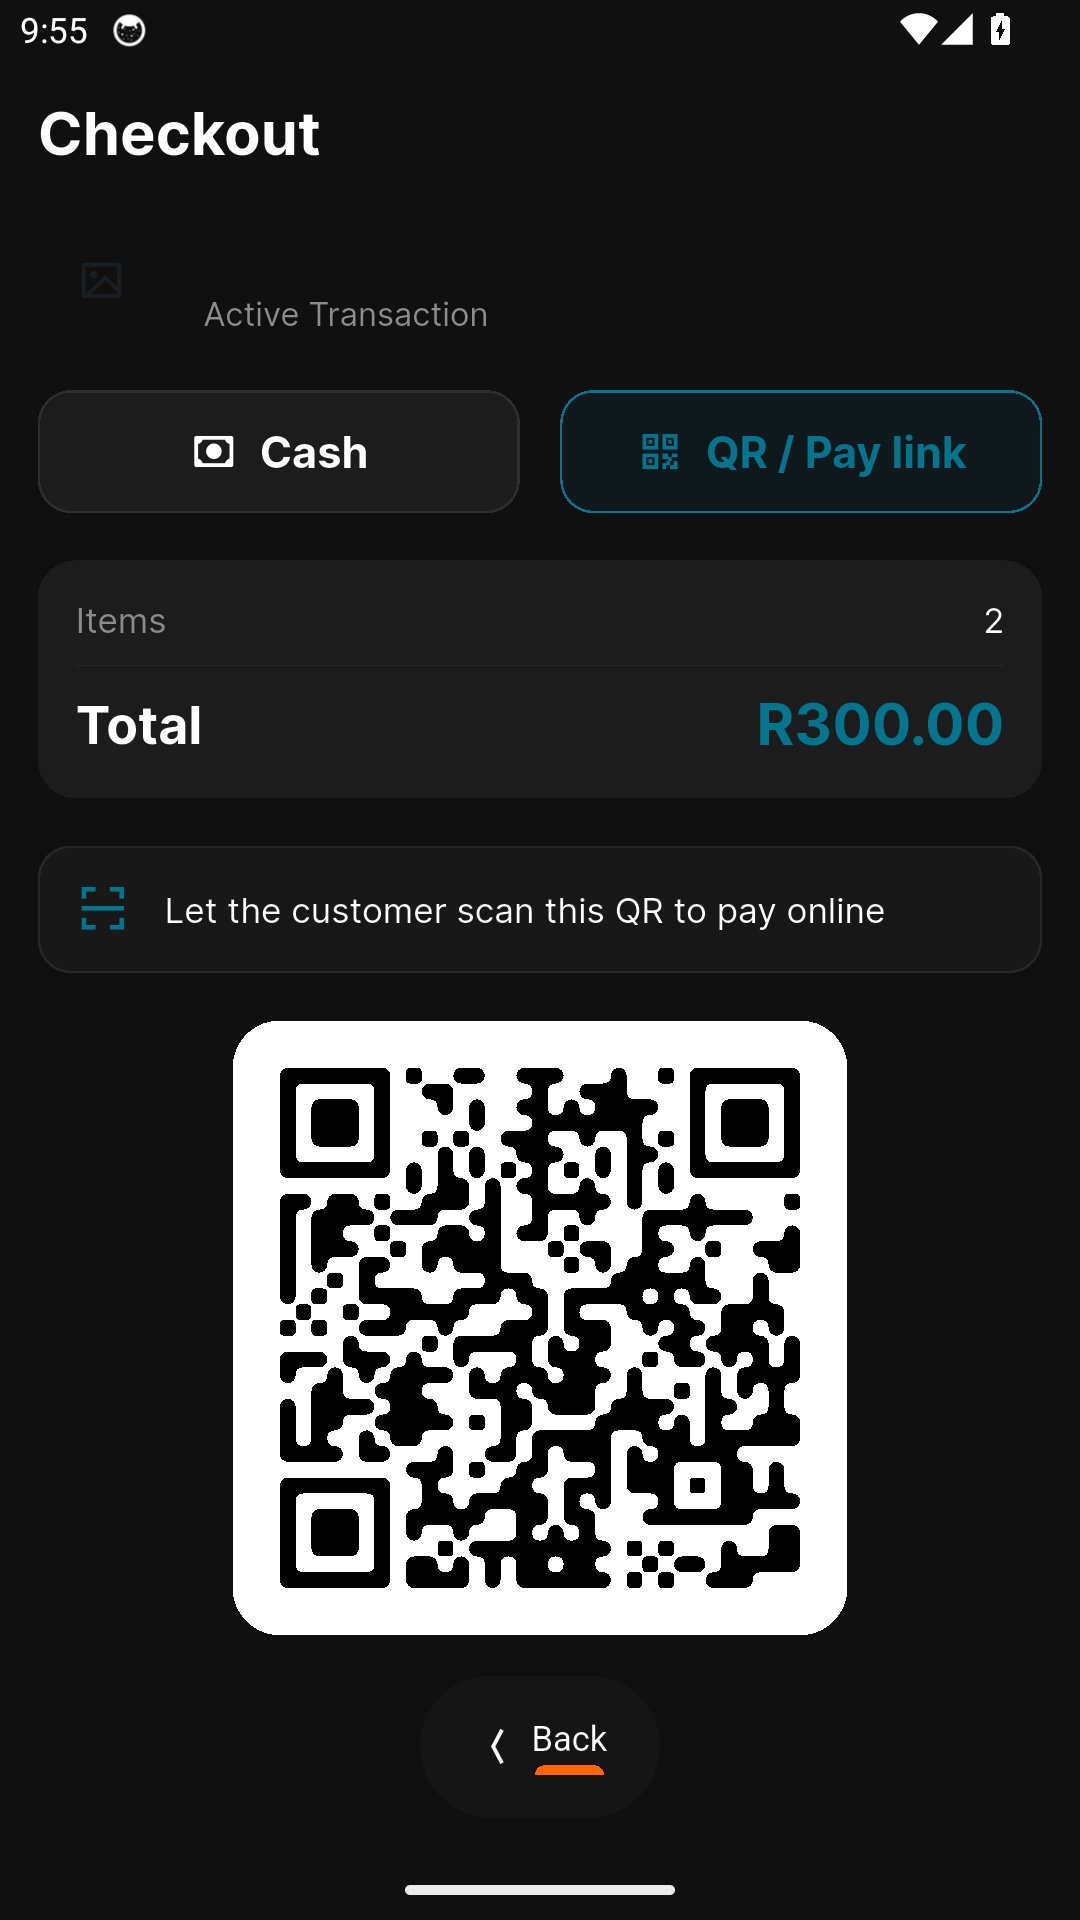 9:55
Checkout
Active Transaction
Cash
QR / Pay link
Items 2
Total R300.00
Let the customer scan this QR to pay online
Back